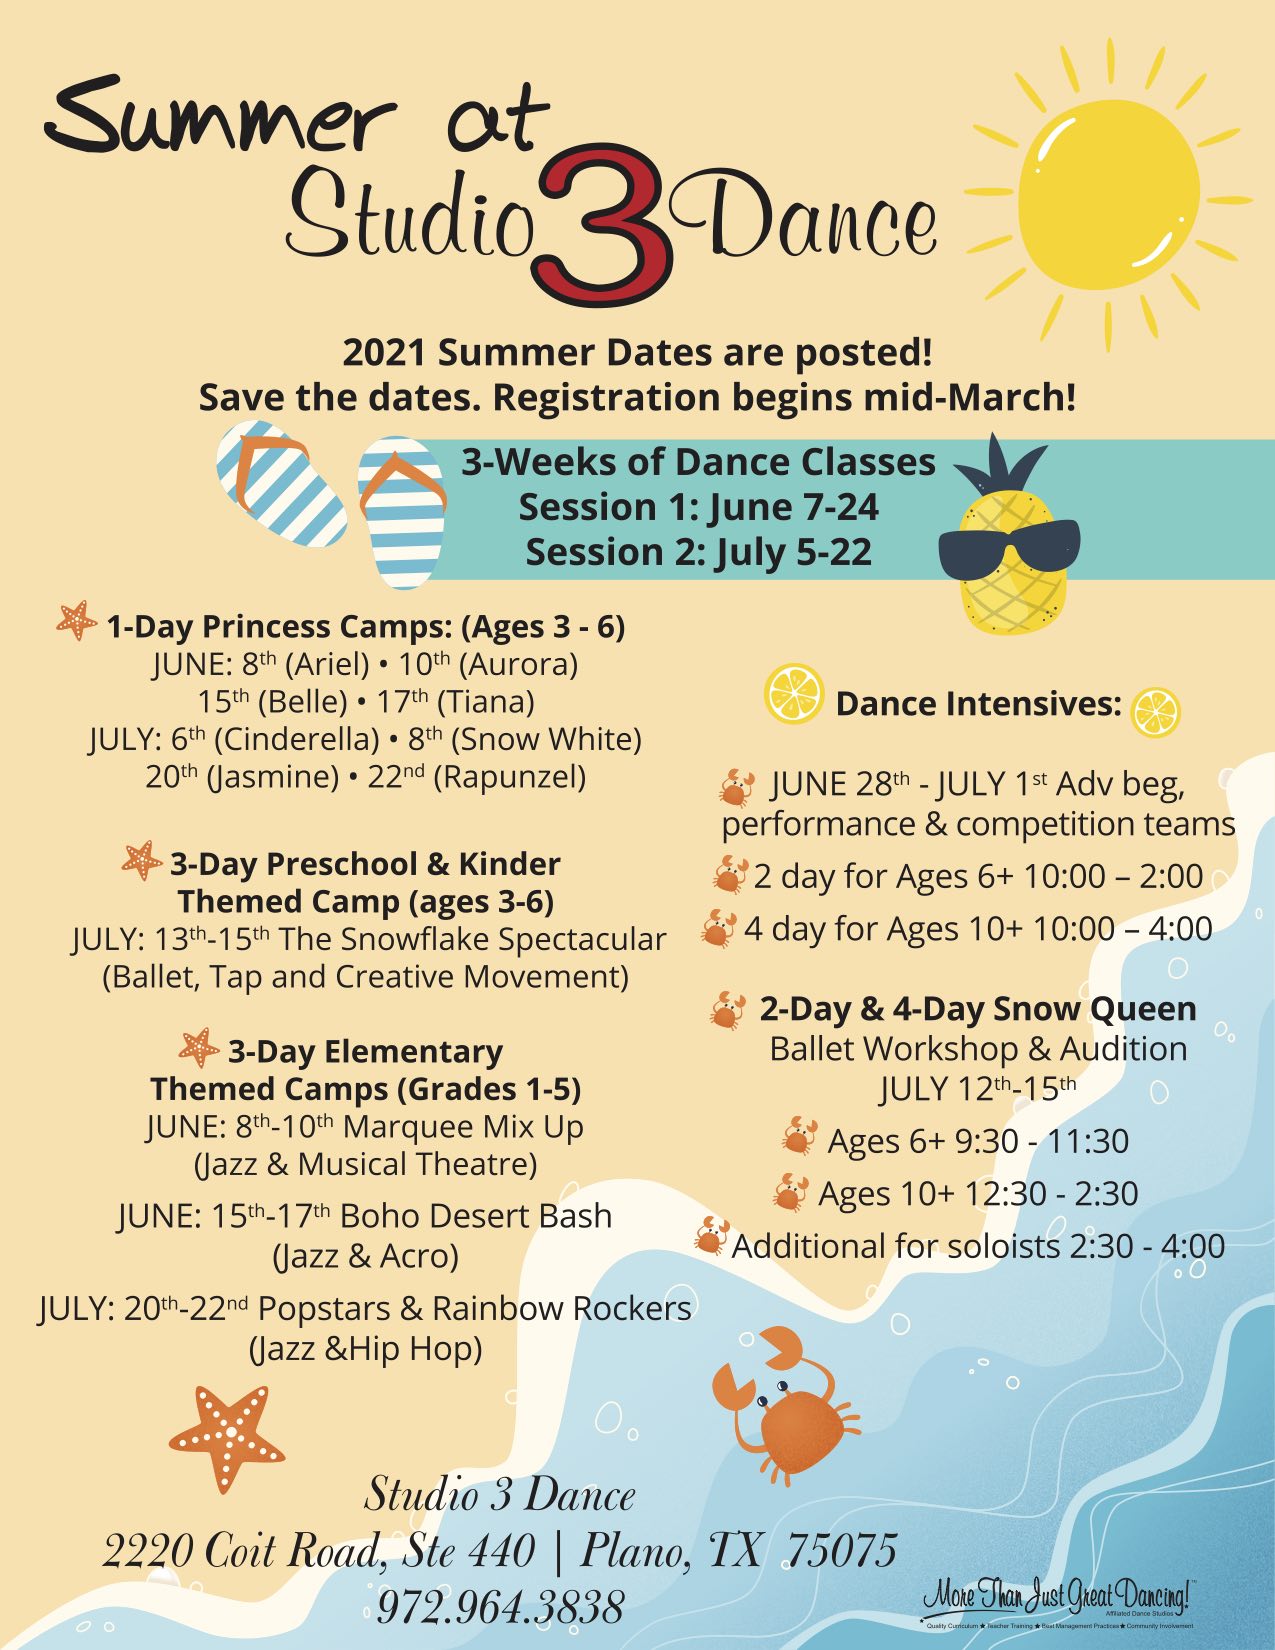 Summer at
Studio 3 Dance
2021 Summer Dates are posted!
Save the dates. Registration begins mid-March!
3-Weeks of Dance Classes
Session 1: June 7-24
Session 2: July 5-22
1-Day Princess Camps: (Ages 3 - 6)
JUNE: 8th (Ariel) • 10th (Aurora)
15th (Belle) • 17th (Tiana)
JULY: 6th (Cinderella) • 8th (Snow White)
20th (Jasmine) • 22nd (Rapunzel)
3-Day Preschool & Kinder
Themed Camp (ages 3-6)
JULY: 13th-15th The Snowflake Spectacular
(Ballet, Tap and Creative Movement)
3-Day Elementary
Themed Camps (Grades 1-5)
JUNE: 8th-10th Marquee Mix Up
(Jazz & Musical Theatre)
JUNE: 15th-17th Boho Desert Bash
(Jazz & Acro)
JULY: 20th-22nd Popstars & Rainbow Rockers
(Jazz &Hip Hop)
Dance Intensives:
JUNE 28th - JULY 1st Adv beg,
performance & competition teams
2 day for Ages 6+ 10:00 – 2:00
4 day for Ages 10+ 10:00 – 4:00
2-Day & 4-Day Snow Queen
Ballet Workshop & Audition
JULY 12th-15th
Ages 6+ 9:30 - 11:30
Ages 10+ 12:30 - 2:30
Additional for soloists 2:30 - 4:00
Studio 3 Dance
2220 Coit Road, Ste 440 | Plano, TX 75075
972.964.3838
More Than Just Great Dancing!™
Affiliated Dance Studios
Quality Curriculum ★ Teacher Training ★ Best Management Practices ★ Community Involvement